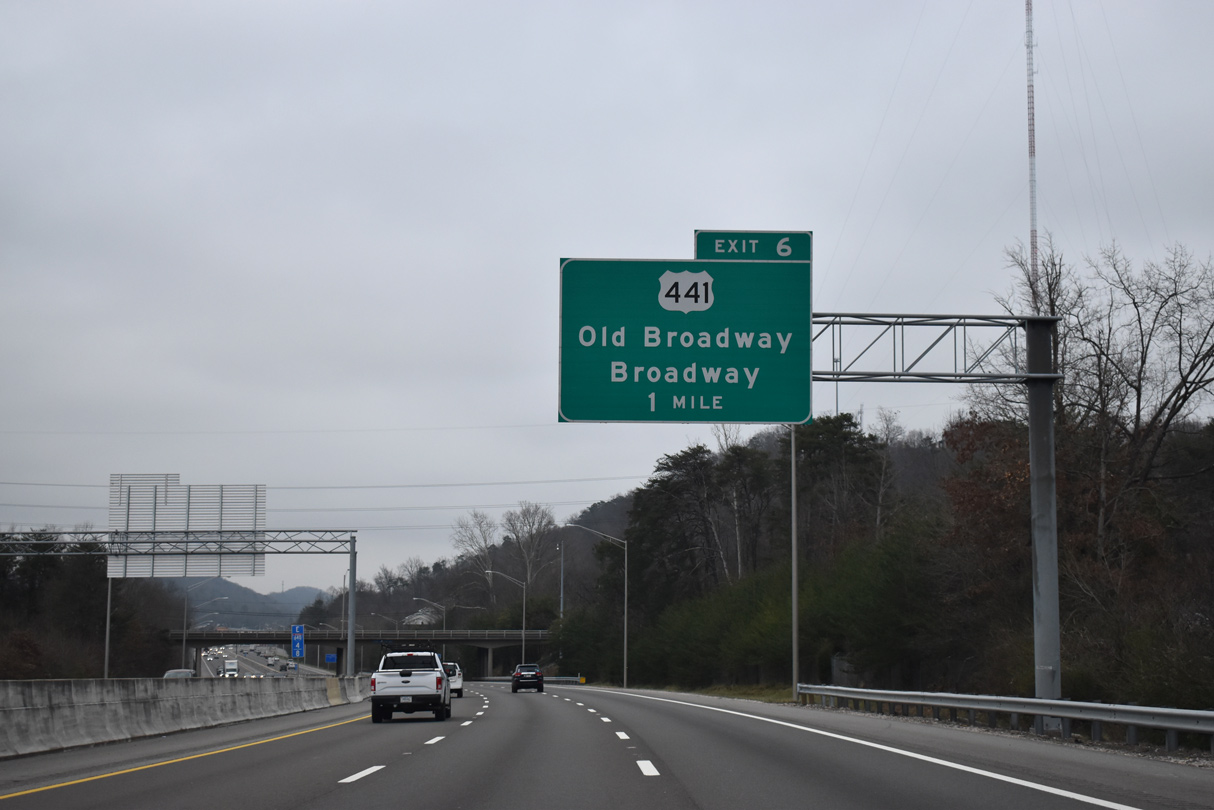 EXIT 6
441
Old Broadway
Broadway
1 MILE